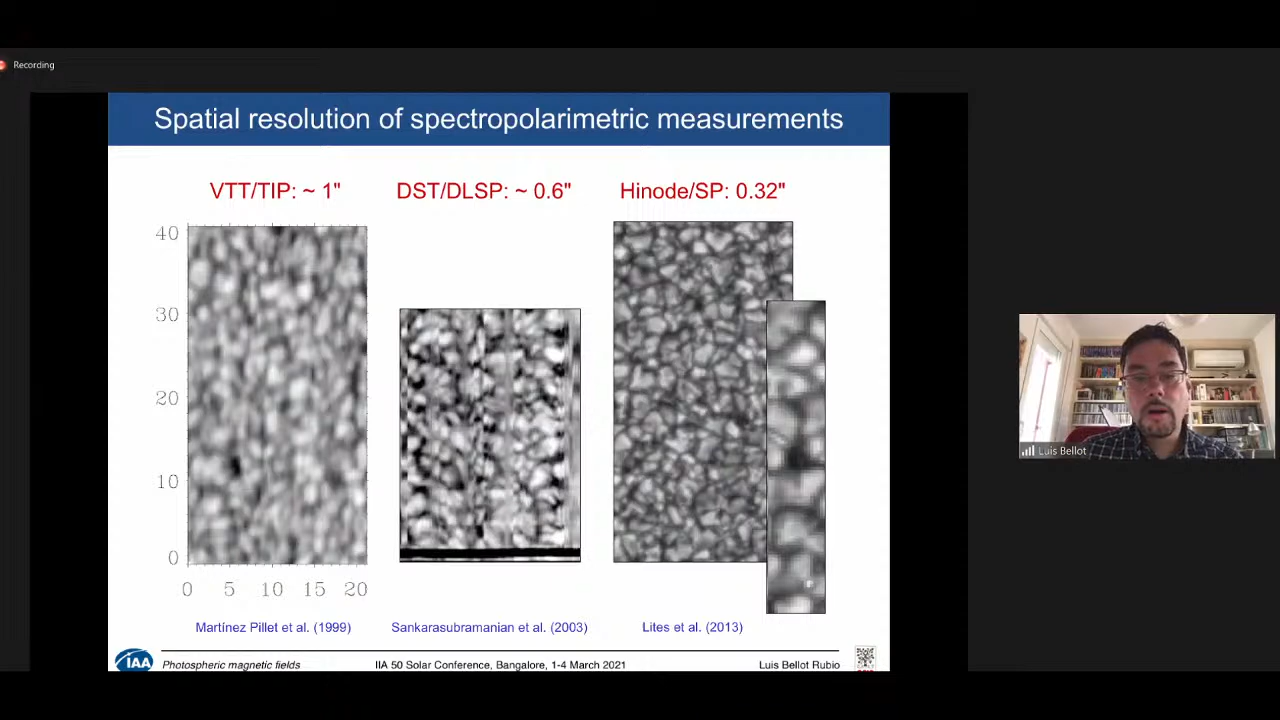 Recording
Spatial resolution of spectropolarimetric measurements
VTT/TIP: ~ 1"
DST/DLSP: ~ 0.6"
Hinode/SP: 0.32"
40
30
20
10
0
0 5 10 15 20
Martínez Pillet et al. (1999)
Sankarasubramanian et al. (2003)
Lites et al. (2013)
IAA
Photospheric magnetic fields
IIA 50 Solar Conference, Bangalore, 1-4 March 2021
Luis Bellot Rubio
Luis Bellot